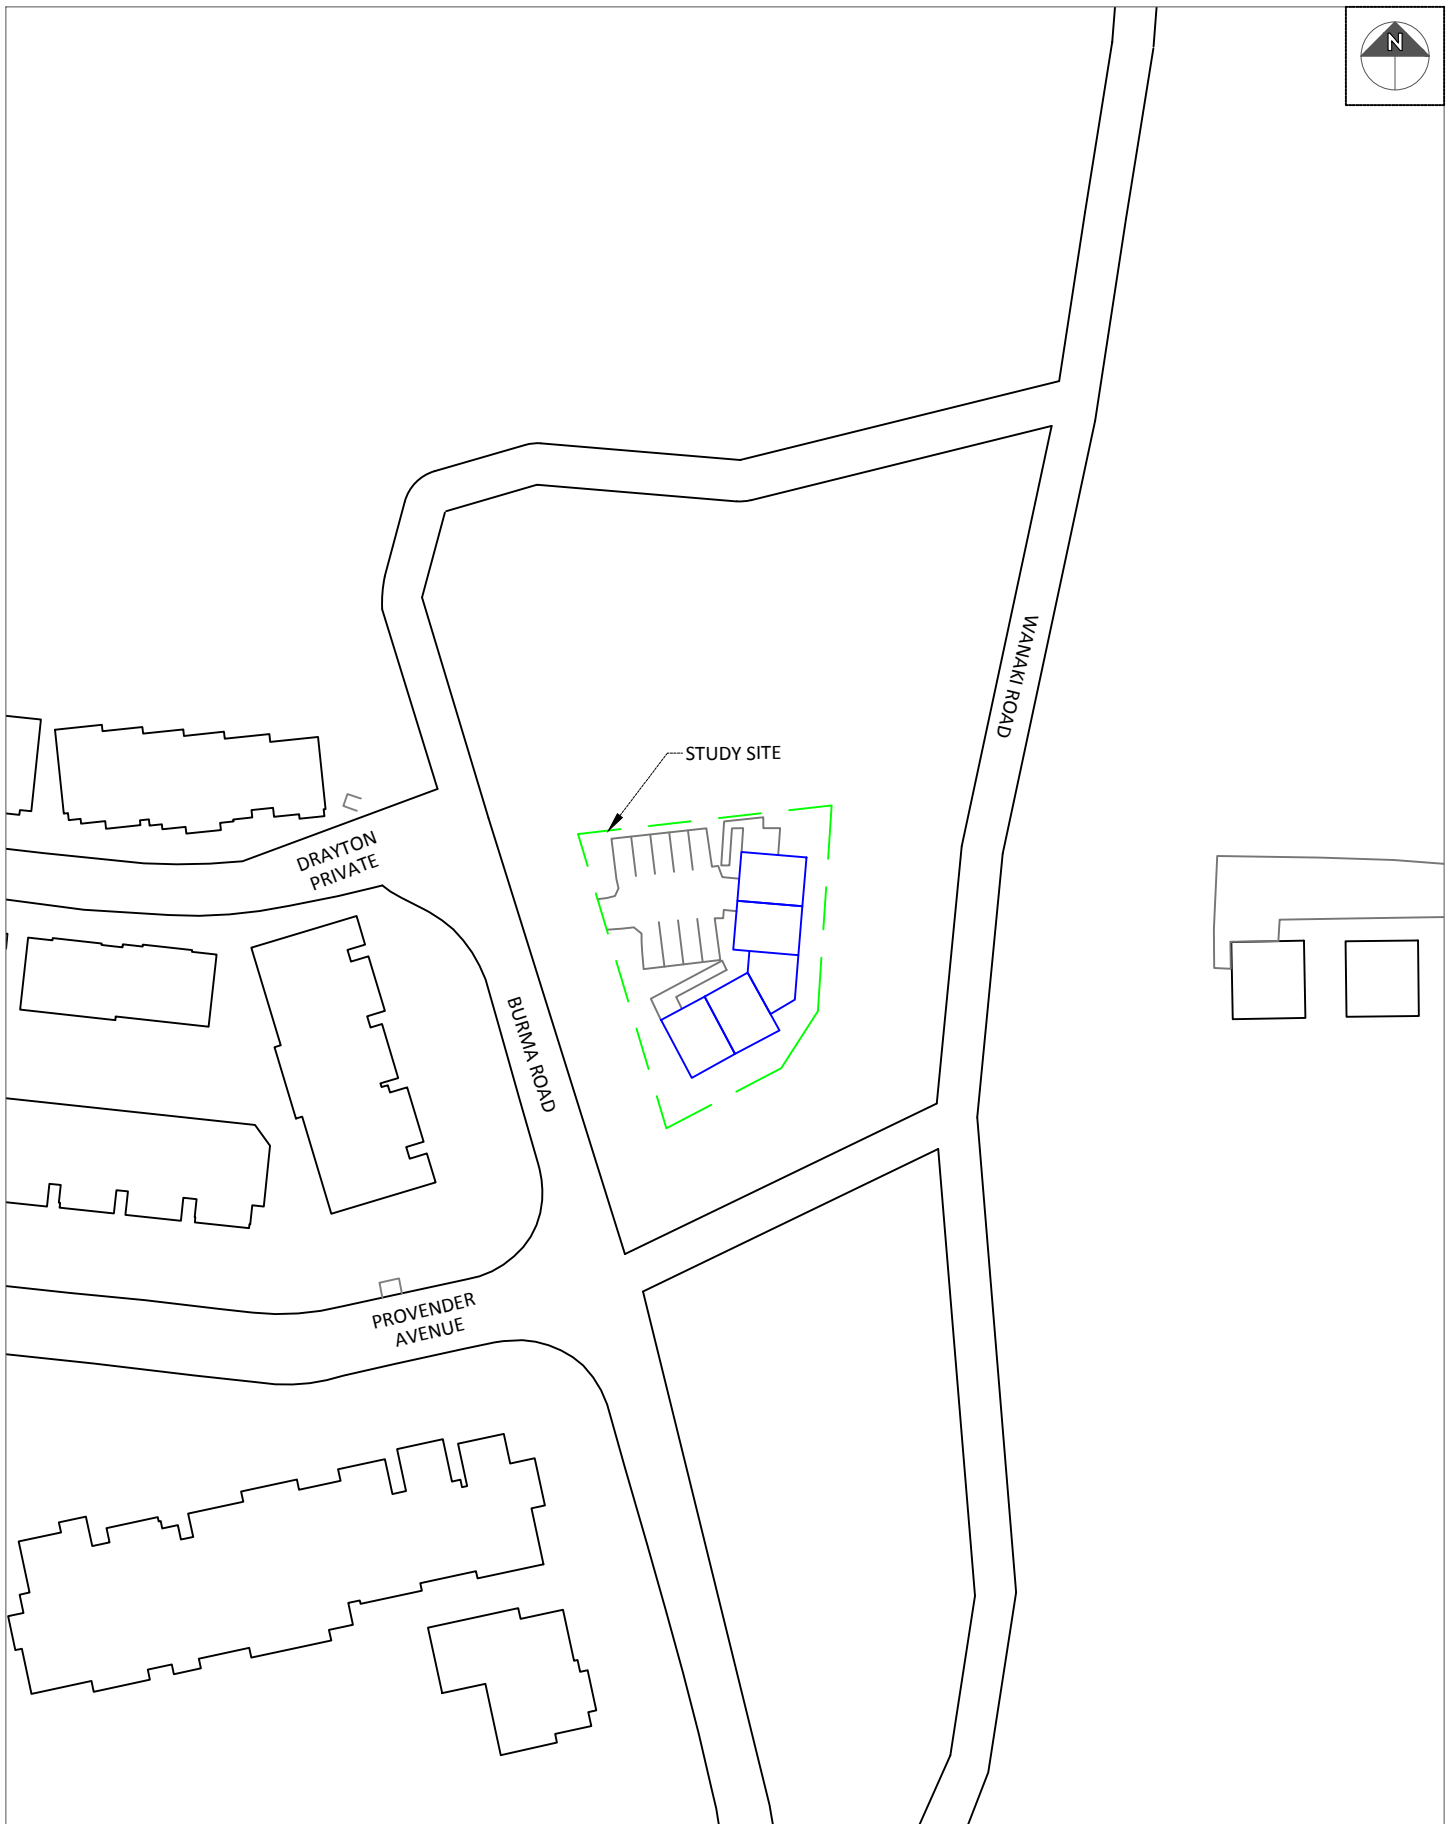 N
WANAKI ROAD
STUDY SITE
DRAYTON
PRIVATE
BURMA ROAD
PROVENDER
AVENUE